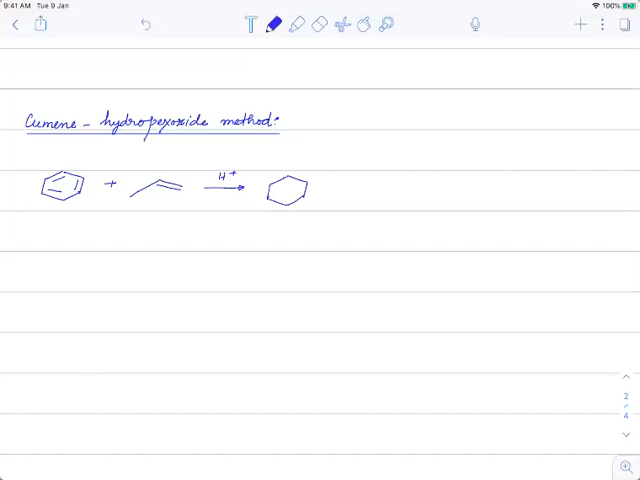 9:41 AM Tue 9 Jan 100%
T
Cumene - hydroperoxide method:
+ H+
2
4